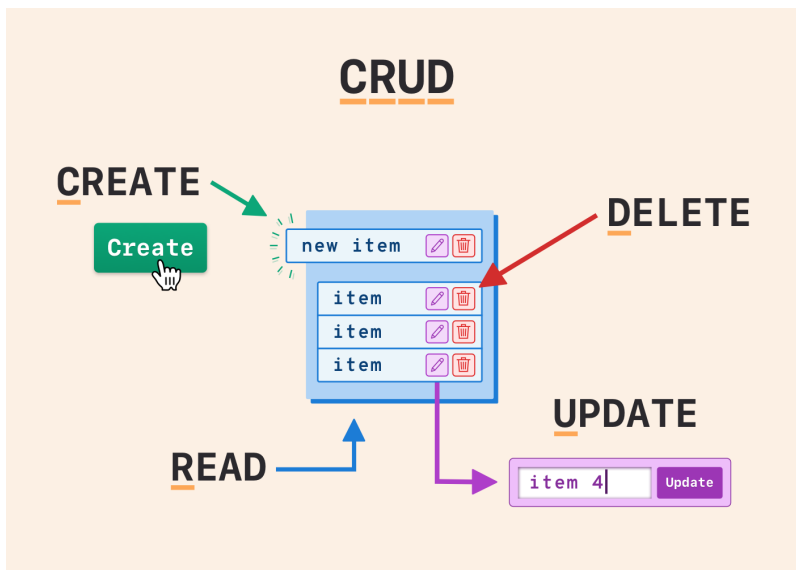 CRUD
CREATE
Create
DELETE
new item
item
item
item
UPDATE
item 4
Update
READ